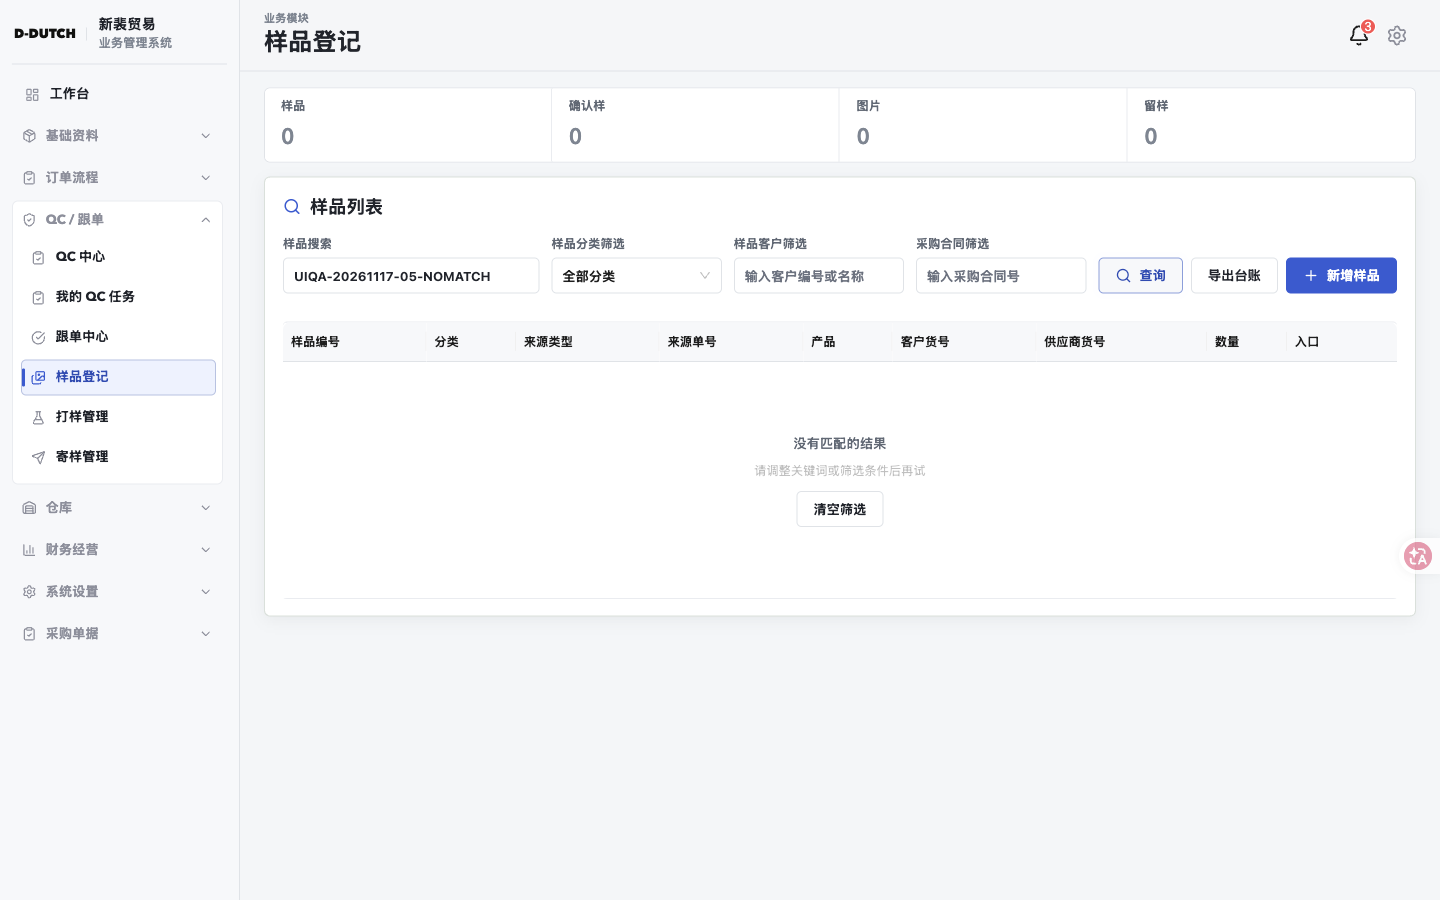 D-DUTCH
新裴贸易
业务管理系统
工作台
基础资料
订单流程
QC / 跟单
QC 中心
我的 QC 任务
跟单中心
样品登记
打样管理
寄样管理
仓库
财务经营
系统设置
采购单据
业务模块
样品登记
3
样品
0
确认样
0
图片
0
留样
0
样品列表
样品搜索
样品分类筛选
样品客户筛选
采购合同筛选
UIQA-20261117-05-NOMATCH
全部分类
输入客户编号或名称
输入采购合同号
查询
导出台账
新增样品
样品编号
分类
来源类型
来源单号
产品
客户货号
供应商货号
数量
入口
没有匹配的结果
请调整关键词或筛选条件后再试
清空筛选